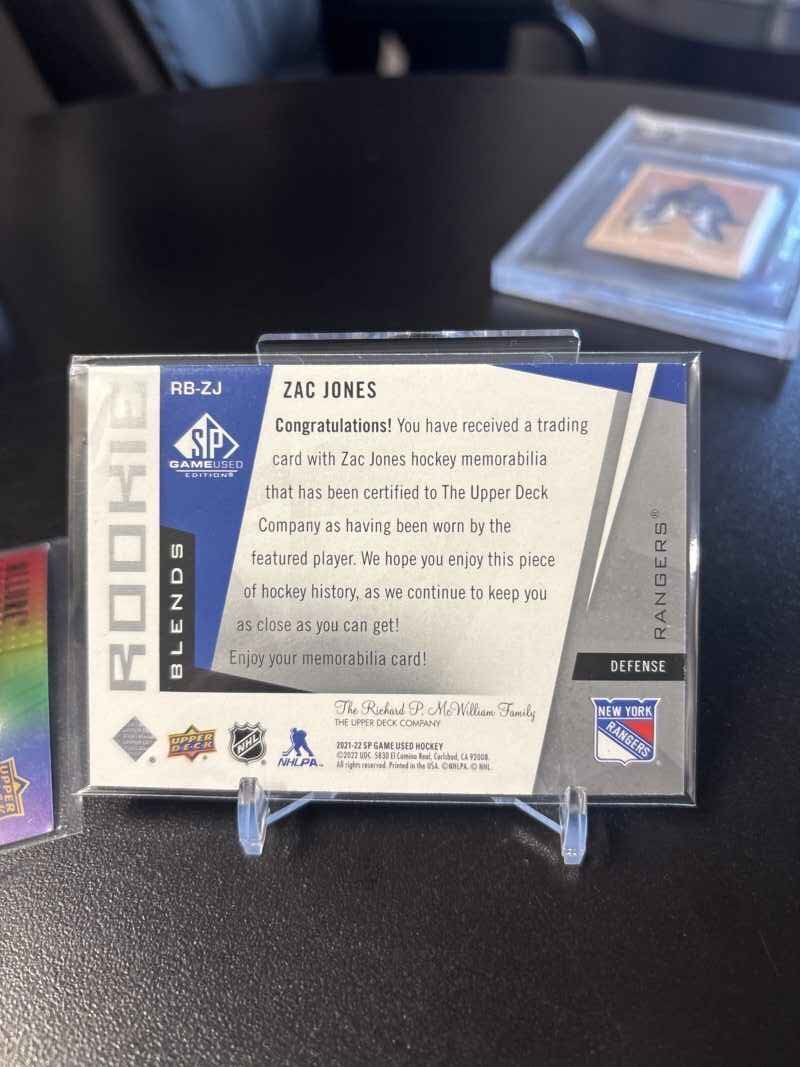 RB-ZJ
ZAC JONES
ROOKIE
BLENDS
SP
GAMEUSED
EDITION
Congratulations! You have received a trading
card with Zac Jones hockey memorabilia
that has been certified to The Upper Deck
Company as having been worn by the
featured player. We hope you enjoy this piece
of hockey history, as we continue to keep you
as close as you can get!
Enjoy your memorabilia card!
RANGERS®
DEFENSE
The Richard P. McWilliam Family
THE UPPER DECK COMPANY
UPPER
DECK
NHL
NHLPA
2021-22 SP GAME USED HOCKEY
©2022 UDC. 5830 El Camino Real, Carlsbad, CA 92008.
All rights reserved. Printed in the USA. ©NHLPA. © NHL.
NEW YORK
RANGERS
UPPER